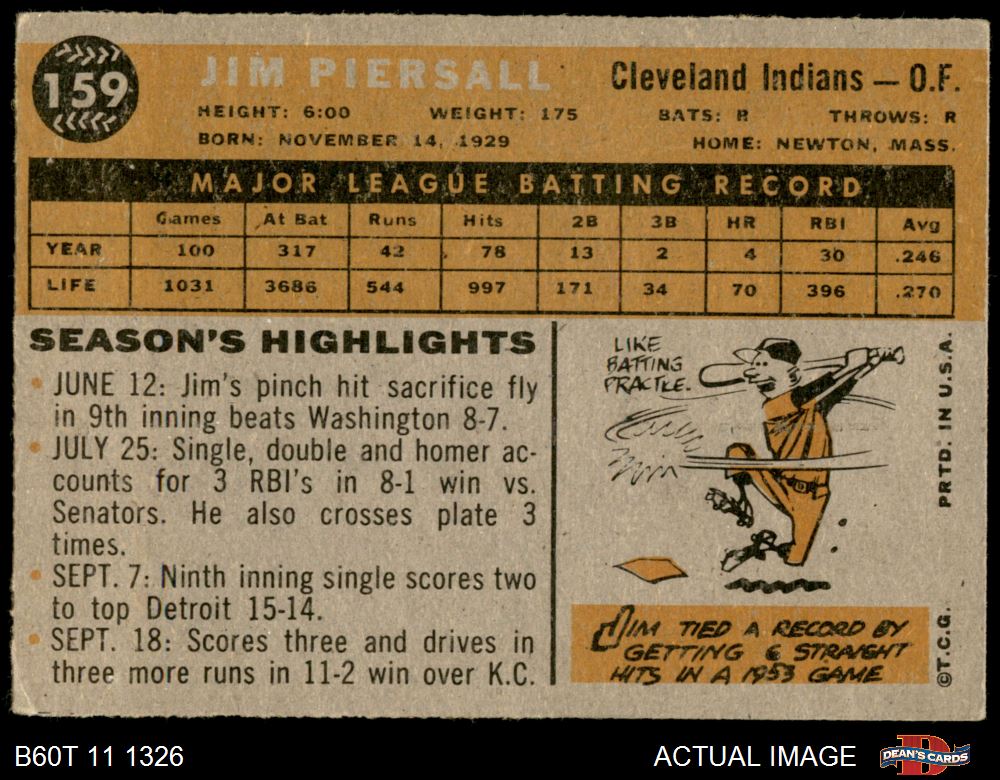 159
JIM PIERSALL
Cleveland Indians — O.F.
HEIGHT: 6:00 WEIGHT: 175 BATS: R THROWS: R
BORN: NOVEMBER 14, 1929 HOME: NEWTON, MASS.
MAJOR LEAGUE BATTING RECORD
Games At Bat Runs Hits 2B 3B HR RBI Avg
YEAR 100 317 42 78 13 2 4 30 .246
LIFE 1031 3686 544 997 171 34 70 396 .270
SEASON'S HIGHLIGHTS
• JUNE 12: Jim's pinch hit sacrifice fly
in 9th inning beats Washington 8-7.
• JULY 25: Single, double and homer ac-
counts for 3 RBI's in 8-1 win vs.
Senators. He also crosses plate 3
times.
• SEPT. 7: Ninth inning single scores two
to top Detroit 15-14.
• SEPT. 18: Scores three and drives in
three more runs in 11-2 win over K.C.
LIKE
BATTING
PRACTICE.
JIM TIED A RECORD BY
GETTING 6 STRAIGHT
HITS IN A 1953 GAME
PRTD. IN U.S.A.
©T.C.G.
B60T 11 1326
ACTUAL IMAGE
DEAN'S CARDS